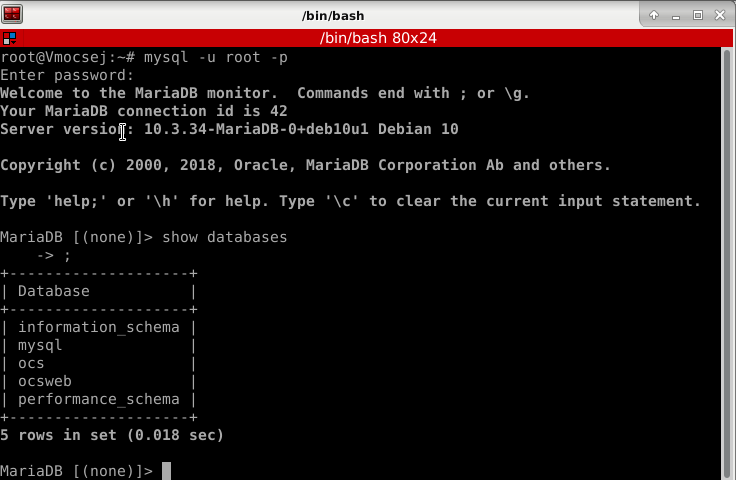 /bin/bash
/bin/bash 80x24
root@Vmocsej:~# mysql -u root -p
Enter password:
Welcome to the MariaDB monitor.  Commands end with ; or \g.
Your MariaDB connection id is 42
Server version: 10.3.34-MariaDB-0+deb10u1 Debian 10

Copyright (c) 2000, 2018, Oracle, MariaDB Corporation Ab and others.

Type 'help;' or '\h' for help. Type '\c' to clear the current input statement.

MariaDB [(none)]> show databases
    -> ;
+--------------------+
| Database           |
+--------------------+
| information_schema |
| mysql              |
| ocs                |
| ocsweb             |
| performance_schema |
+--------------------+
5 rows in set (0.018 sec)

MariaDB [(none)]>